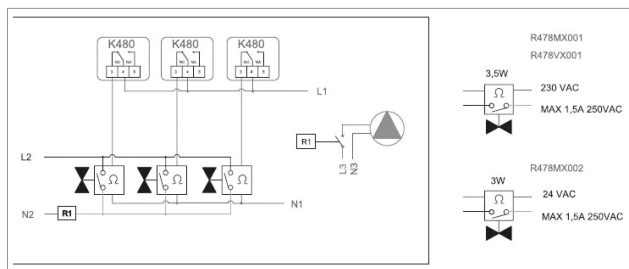 K480 K480 K480
NC NA NC NA NC NA
3 4 5 3 4 5 3 4 5
L1
R1
L3
N3
L2
Ω Ω Ω
N1
N2 R1
R478MX001
R478VX001
3,5W
Ω
230 VAC
MAX 1,5A 250VAC
R478MX002
3W
Ω
24 VAC
MAX 1,5A 250VAC